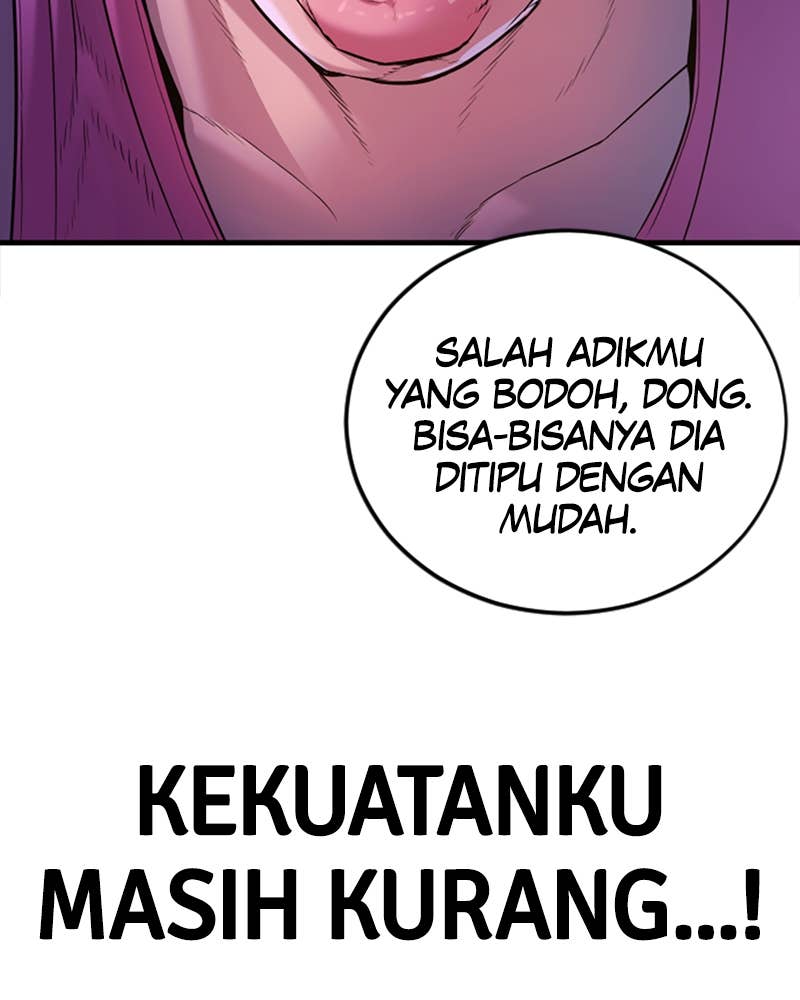 SALAH ADIKMU
YANG BODOH, DONG.
BISA-BISANYA DIA
DITIPU DENGAN
MUDAH.
KEKUATANKU
MASIH KURANG...!